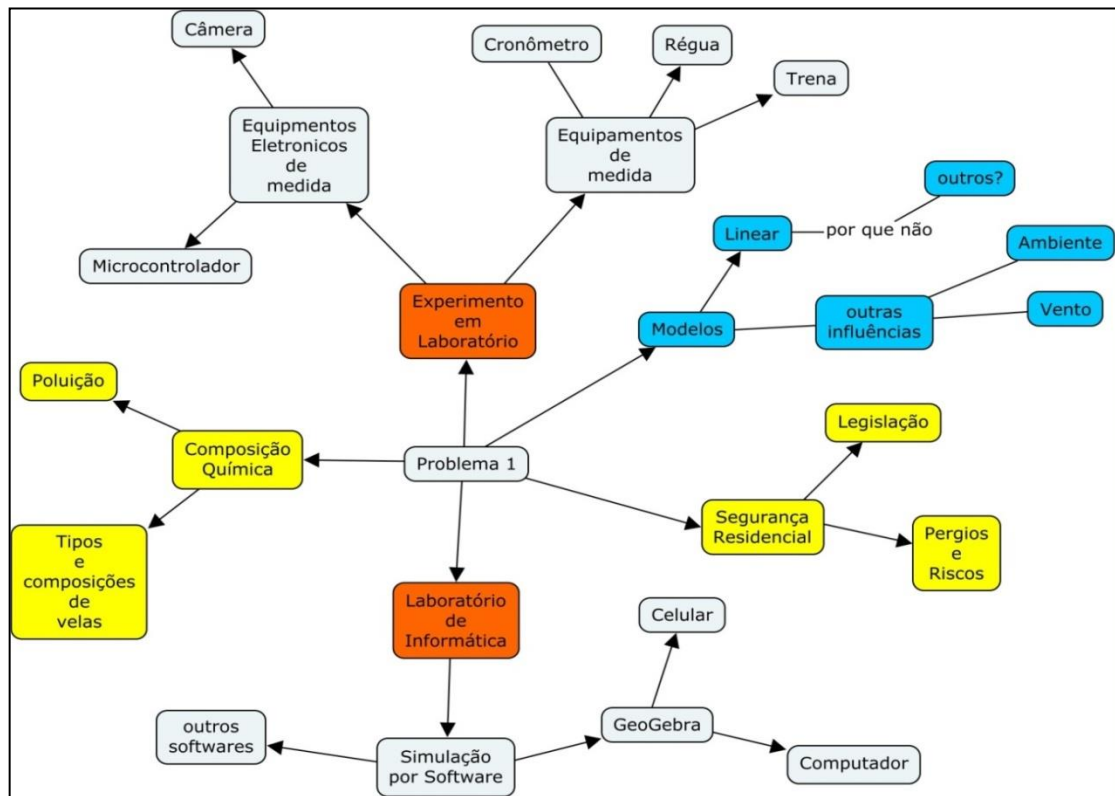 Câmera
Cronômetro
Régua
Trena
Equipmentos
Eletronicos
de
medida
Equipamentos
de
medida
outros?
Linear
por que não
Ambiente
Microcontrolador
Experimento
em
Laboratório
Modelos
outras
influências
Vento
Poluição
Legislação
Composição
Química
Problema 1
Segurança
Residencial
Pergios
e
Riscos
Tipos
e
composições
de
velas
Laboratório
de
Informática
Celular
outros
softwares
Simulação
por Software
GeoGebra
Computador